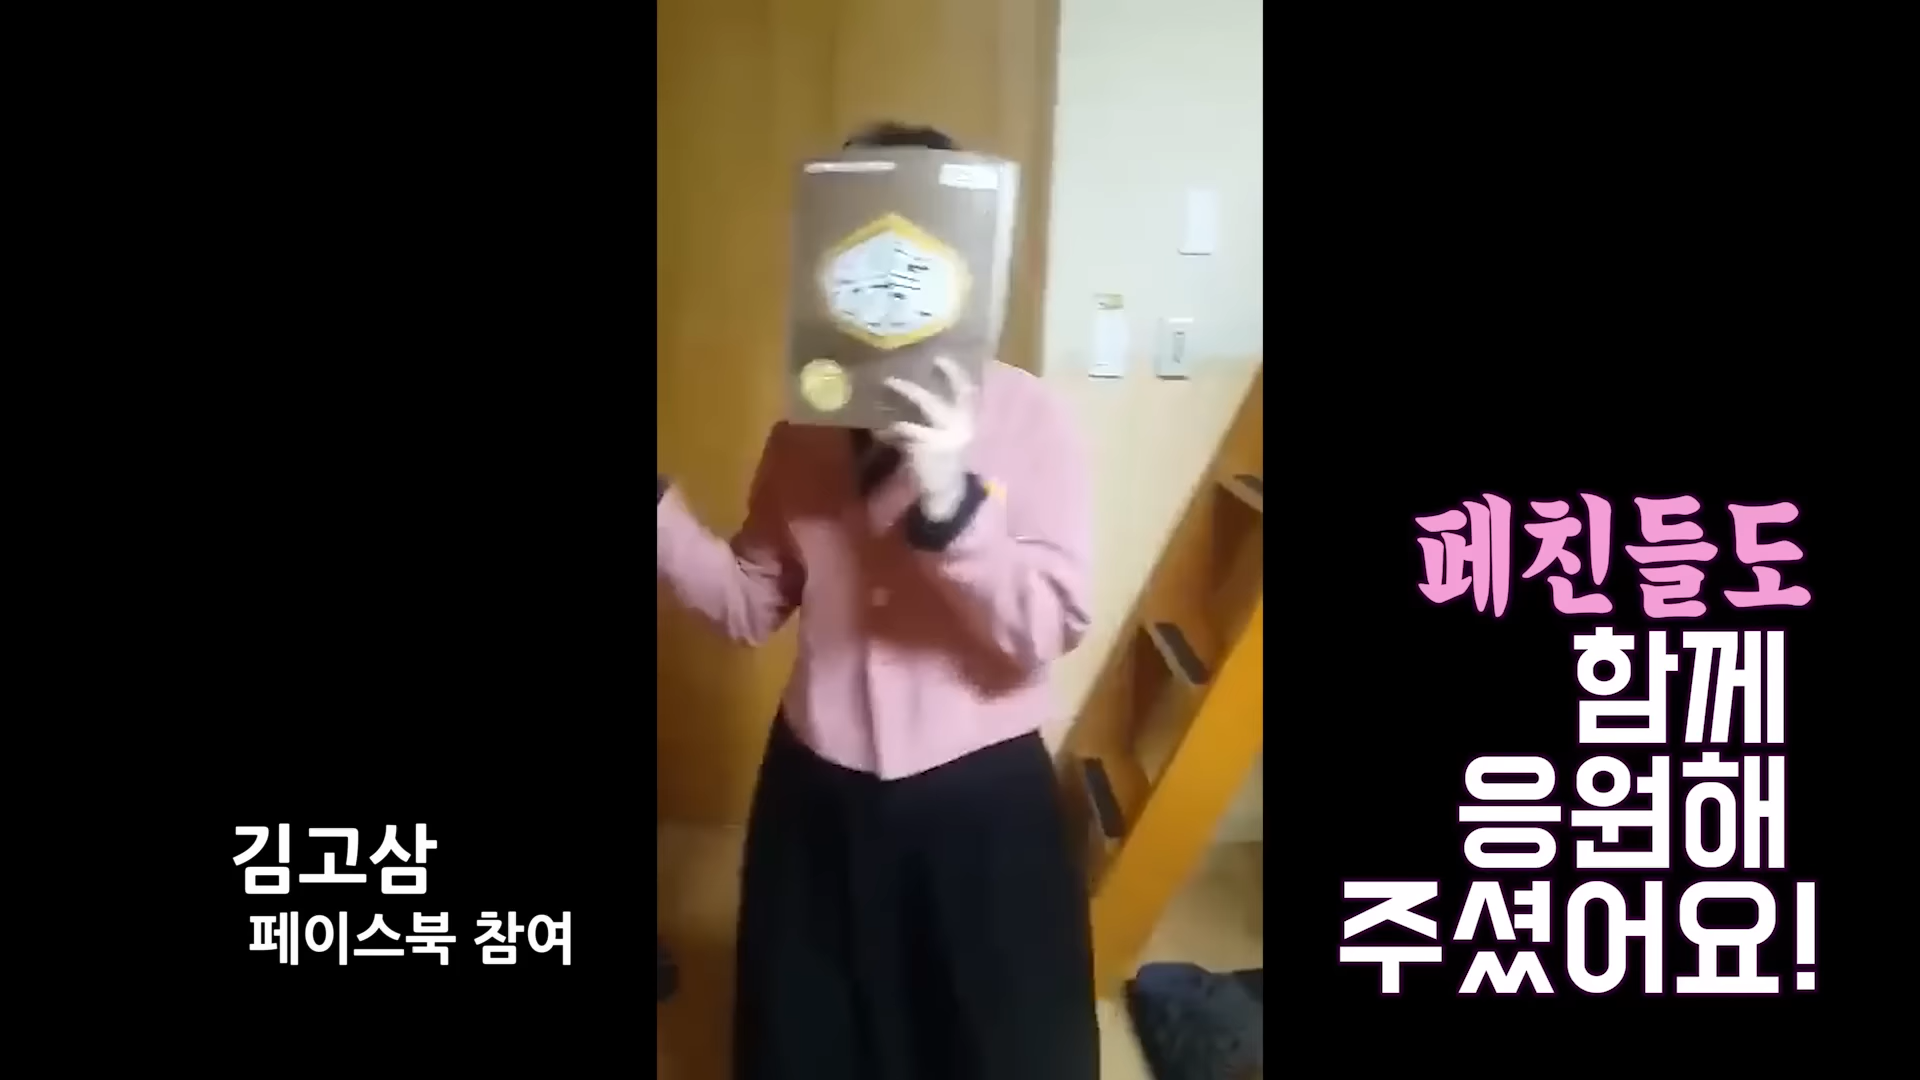 김고삼
페이스북 참여
페친들도
함께
응원해
주셨어요!